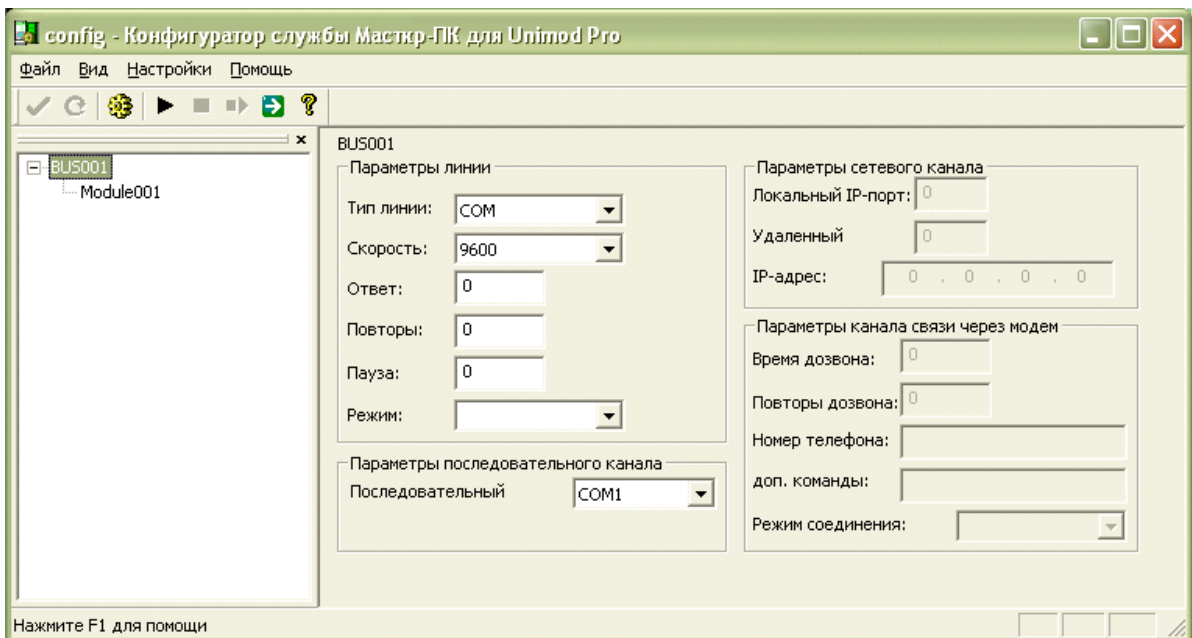 config - Конфигуратор службы Масткр-ПК для Unimod Pro
Файл Вид Настройки Помощь
BUS001
Module001
BUS001
Параметры линии
Тип линии: COM
Скорость: 9600
Ответ: 0
Повторы: 0
Пауза: 0
Режим:
Параметры последовательного канала
Последовательный COM1
Параметры сетевого канала
Локальный IP-порт: 0
Удаленный 0
IP-адрес: 0 . 0 . 0 . 0
Параметры канала связи через модем
Время дозвона: 0
Повторы дозвона: 0
Номер телефона:
доп. команды:
Режим соединения:
Нажмите F1 для помощи